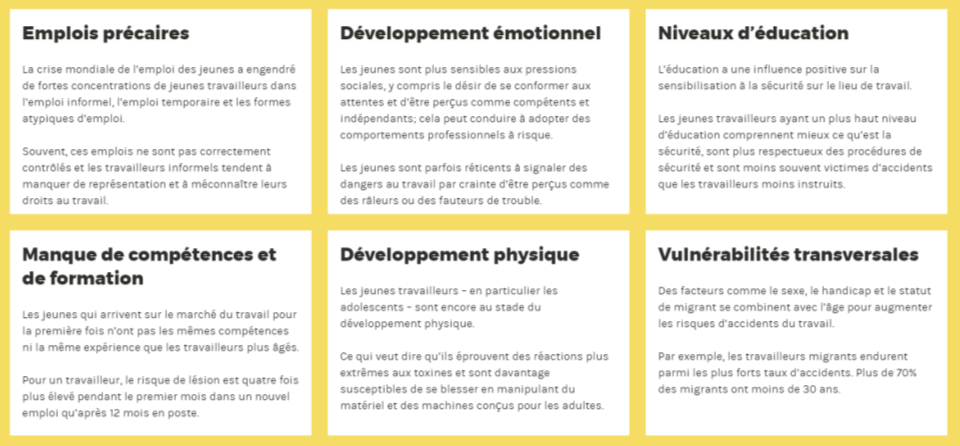 Emplois précaires
La crise mondiale de l'emploi des jeunes a engendré
de fortes concentrations de jeunes travailleurs dans
l'emploi informel, l'emploi temporaire et les formes
atypiques d'emploi.
Souvent, ces emplois ne sont pas correctement
contrôlés et les travailleurs informels tendent à
manquer de représentation et à méconnaître leurs
droits au travail.
Développement émotionnel
Les jeunes sont plus sensibles aux pressions
sociales, y compris le désir de se conformer aux
attentes et d'être perçus comme compétents et
indépendants; cela peut conduire à adopter des
comportements professionnels à risque.
Les jeunes sont parfois réticents à signaler des
dangers au travail par crainte d'être perçus comme
des râleurs ou des fauteurs de trouble.
Niveaux d'éducation
L'éducation a une influence positive sur la
sensibilisation à la sécurité sur le lieu de travail.
Les jeunes travailleurs ayant un plus haut niveau
d'éducation comprennent mieux ce qu'est la
sécurité, sont plus respectueux des procédures de
sécurité et sont moins souvent victimes d'accidents
que les travailleurs moins instruits.
Manque de compétences et
de formation
Les jeunes qui arrivent sur le marché du travail pour
la première fois n'ont pas les mêmes compétences
ni la même expérience que les travailleurs plus âgés.
Pour un travailleur, le risque de lésion est quatre fois
plus élevé pendant le premier mois dans un nouvel
emploi qu'après 12 mois en poste.
Développement physique
Les jeunes travailleurs – en particulier les
adolescents – sont encore au stade du
développement physique.
Ce qui veut dire qu'ils éprouvent des réactions plus
extrêmes aux toxines et sont davantage
susceptibles de se blesser en manipulant du
matériel et des machines conçus pour les adultes.
Vulnérabilités transversales
Des facteurs comme le sexe, le handicap et le statut
de migrant se combinent avec l'âge pour augmenter
les risques d'accidents du travail.
Par exemple, les travailleurs migrants endurent
parmi les plus forts taux d'accidents. Plus de 70%
des migrants ont moins de 30 ans.